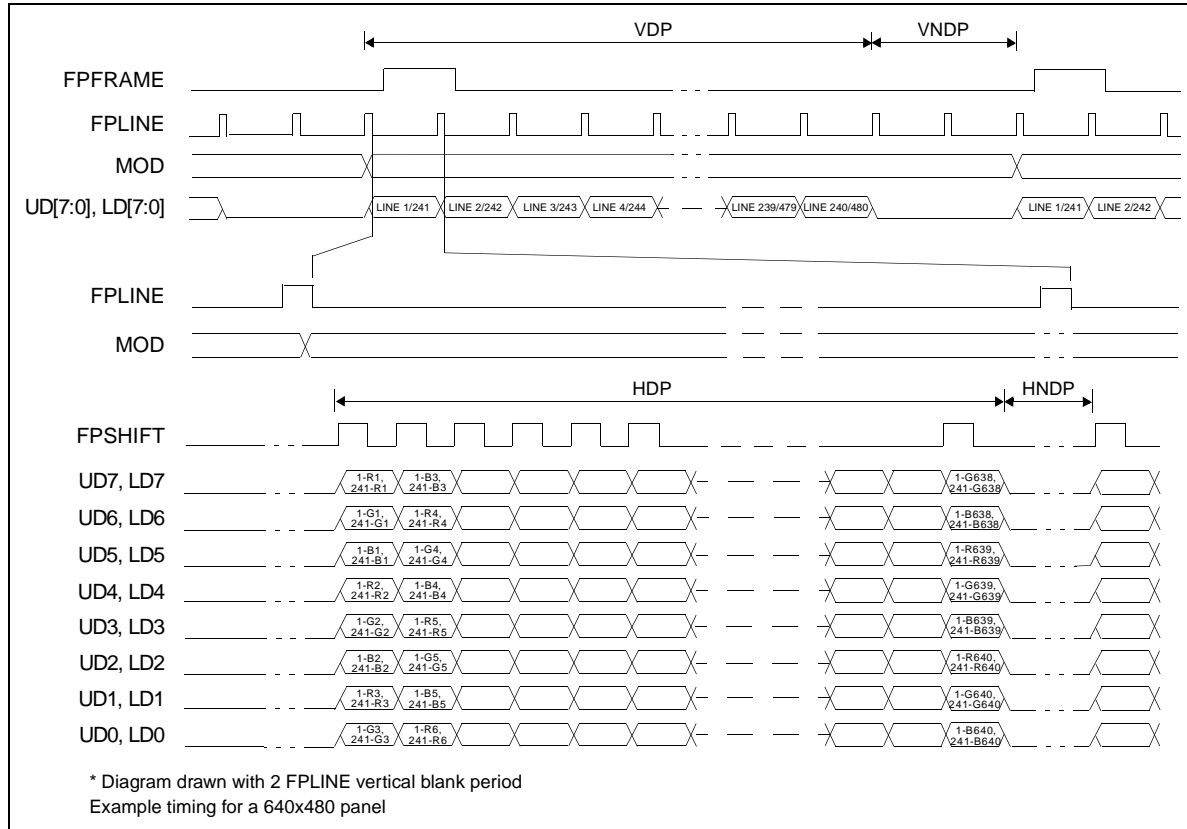 VDP VNDP
FPFRAME
FPLINE
MOD
UD[7:0], LD[7:0] LINE 1/241 LINE 2/242 LINE 3/243 LINE 4/244 LINE 239/479 LINE 240/480 LINE 1/241 LINE 2/242
FPLINE
MOD
HDP HNDP
FPSHIFT
UD7, LD7 1-R1, 241-R1 1-B3, 241-B3 1-G638, 241-G638
UD6, LD6 1-G1, 241-G1 1-R4, 241-R4 1-B638, 241-B638
UD5, LD5 1-B1, 241-B1 1-G4, 241-G4 1-R639, 241-R639
UD4, LD4 1-R2, 241-R2 1-B4, 241-B4 1-G639, 241-G639
UD3, LD3 1-G2, 241-G2 1-R5, 241-R5 1-B639, 241-B639
UD2, LD2 1-B2, 241-B2 1-G5, 241-G5 1-R640, 241-R640
UD1, LD1 1-R3, 241-R3 1-B5, 241-B5 1-G640, 241-G640
UD0, LD0 1-G3, 241-G3 1-R6, 241-R6 1-B640, 241-B640
* Diagram drawn with 2 FPLINE vertical blank period
Example timing for a 640x480 panel